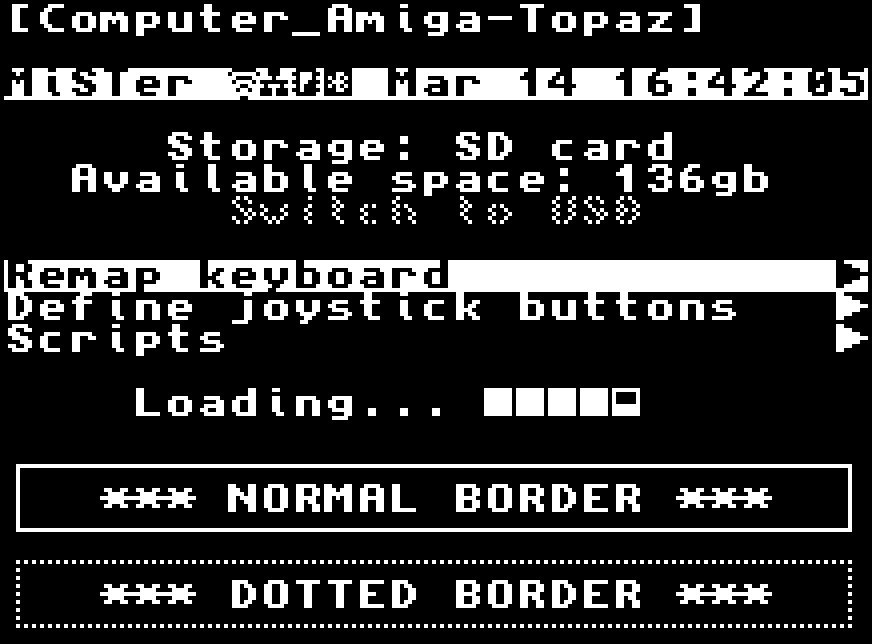 [Computer_Amiga-Topaz]
MiSTer Mar 14 16:42:05
Storage: SD card
Available space: 136gb
Switch to USB
Remap keyboard
Define joystick buttons
Scripts
Loading...
*** NORMAL BORDER ***
*** DOTTED BORDER ***